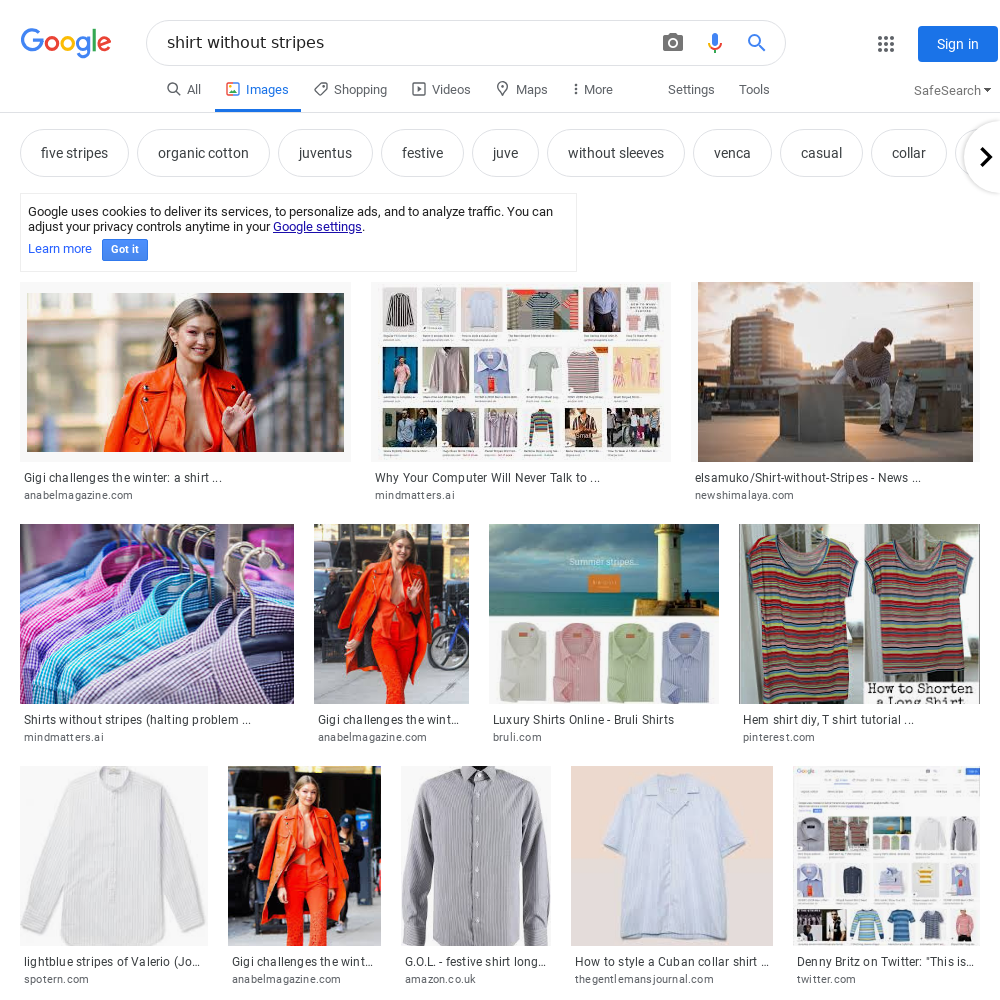 Google
shirt without stripes
Sign in
All
Images
Shopping
Videos
Maps
More
Settings
Tools
SafeSearch
five stripes
organic cotton
juventus
festive
juve
without sleeves
venca
casual
collar
Google uses cookies to deliver its services, to personalize ads, and to analyze traffic. You can
adjust your privacy controls anytime in your Google settings.
Learn more
Got it
Gigi challenges the winter: a shirt ...
anabelmagazine.com
Why Your Computer Will Never Talk to ...
mindmatters.ai
elsamuko/Shirt-without-Stripes - News ...
newshimalaya.com
Summer stripes..
How to Shorten
a Long Shirt
Shirts without stripes (halting problem ...
mindmatters.ai
Gigi challenges the wint...
anabelmagazine.com
Luxury Shirts Online - Bruli Shirts
bruli.com
Hem shirt diy, T shirt tutorial ...
pinterest.com
lightblue stripes of Valerio (Jo...
spotern.com
Gigi challenges the wint...
anabelmagazine.com
G.O.L. - festive shirt long...
amazon.co.uk
How to style a Cuban collar shirt ...
thegentlemansjournal.com
Denny Britz on Twitter: "This is...
twitter.com